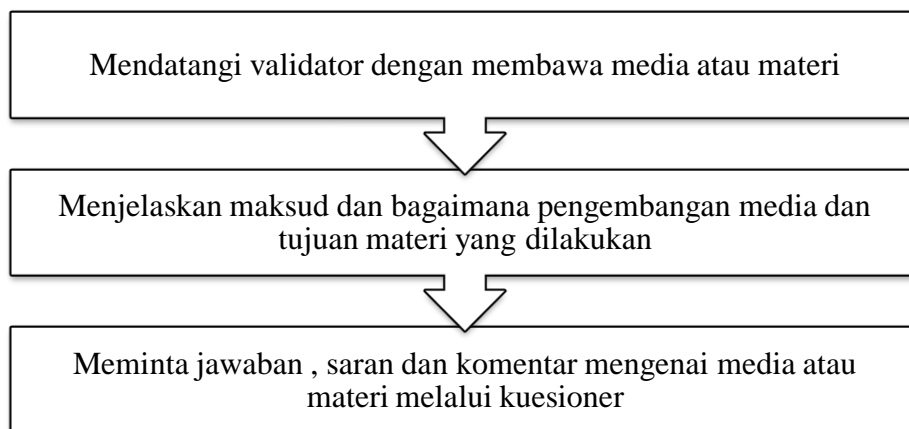 Mendatangi validator dengan membawa media atau materi
Menjelaskan maksud dan bagaimana pengembangan media dan
tujuan materi yang dilakukan
Meminta jawaban , saran dan komentar mengenai media atau
materi melalui kuesioner